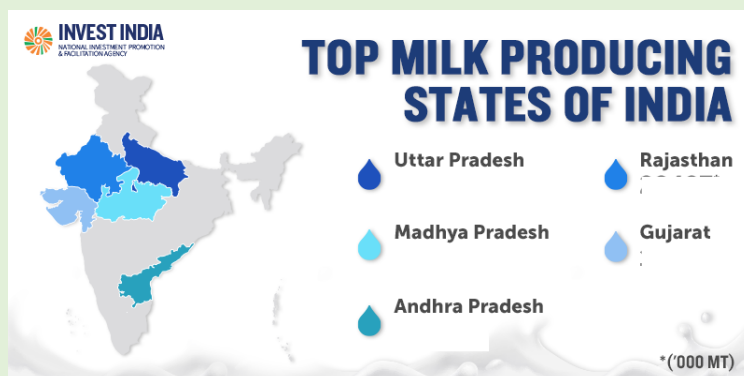 INVEST INDIA
NATIONAL INVESTMENT PROMOTION
& FACILITATION AGENCY
TOP MILK PRODUCING
STATES OF INDIA
Uttar Pradesh
Rajasthan
Madhya Pradesh
Gujarat
Andhra Pradesh
*('000 MT)